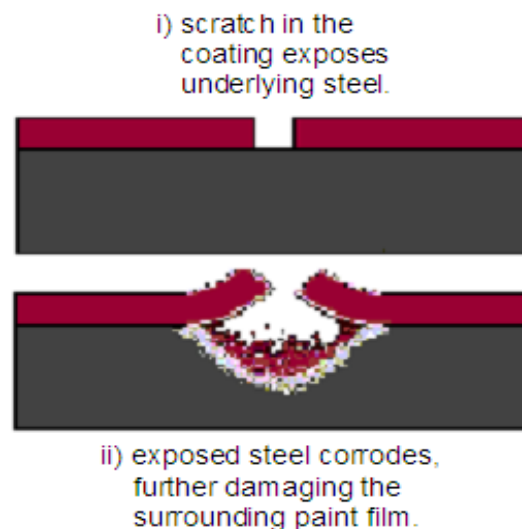 i) scratch in the
coating exposes
underlying steel.
ii) exposed steel corrodes,
further damaging the
surrounding paint film.